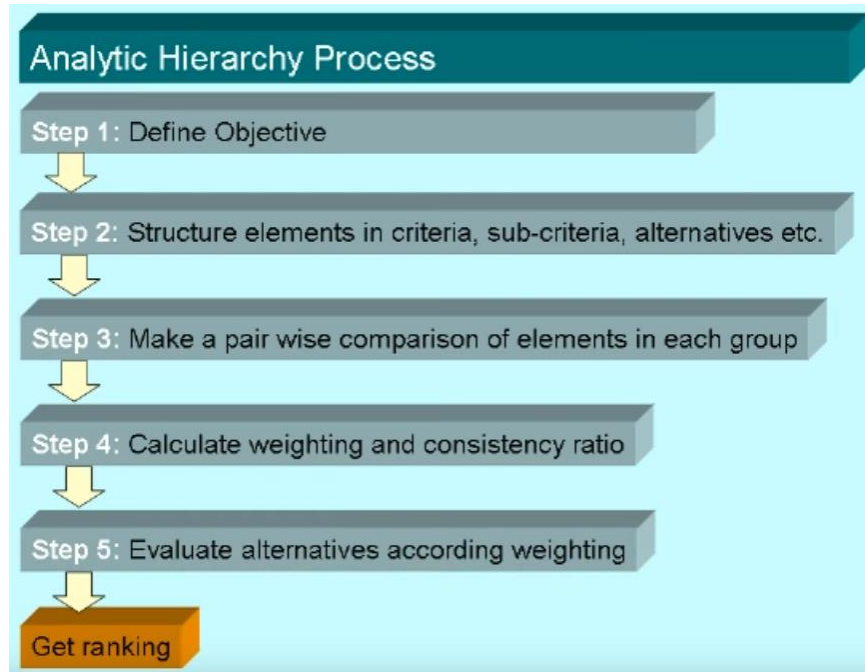 Analytic Hierarchy Process
Step 1: Define Objective
Step 2: Structure elements in criteria, sub-criteria, alternatives etc.
Step 3: Make a pair wise comparison of elements in each group
Step 4: Calculate weighting and consistency ratio
Step 5: Evaluate alternatives according weighting
Get ranking